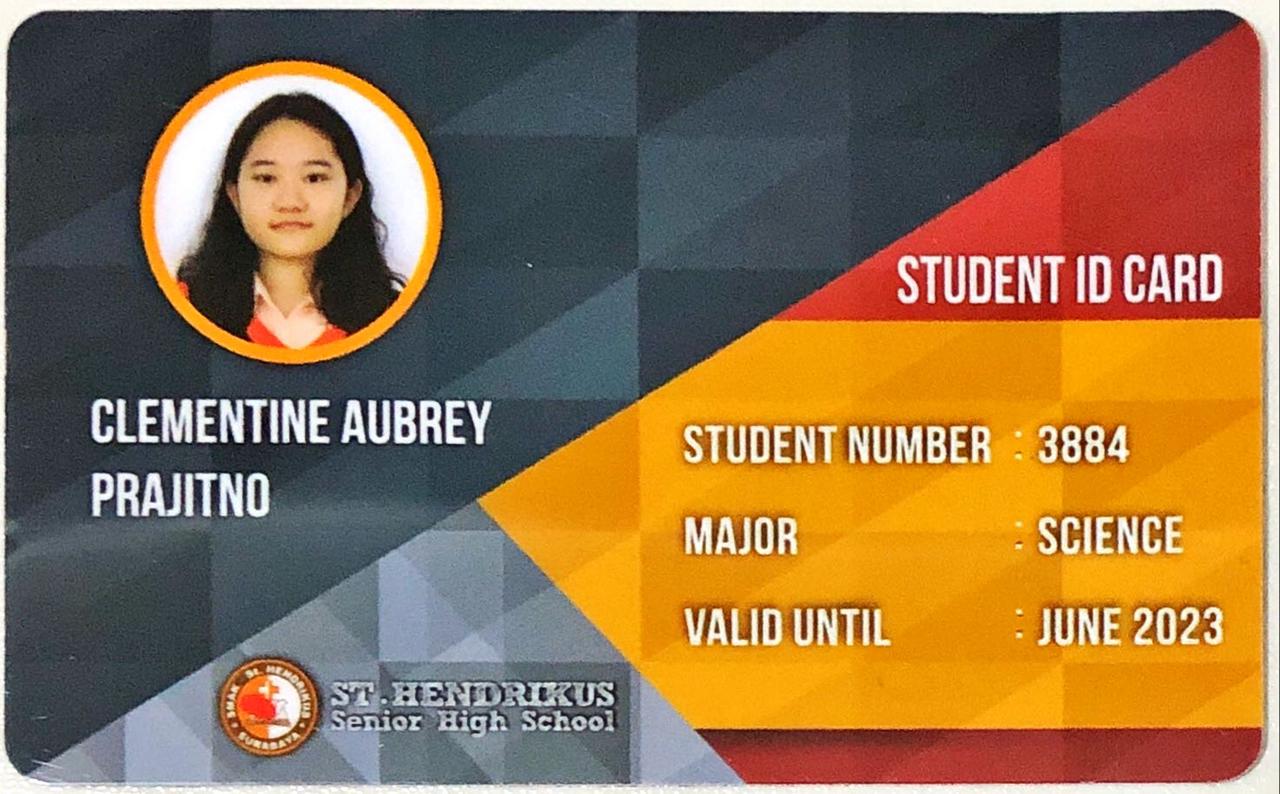 STUDENT ID CARD
CLEMENTINE AUBREY
PRAJITNO
STUDENT NUMBER : 3884
MAJOR : SCIENCE
VALID UNTIL : JUNE 2023
SMAK St. HENDRIKUS
SURABAYA
ST.HENDRIKUS
Senior High School